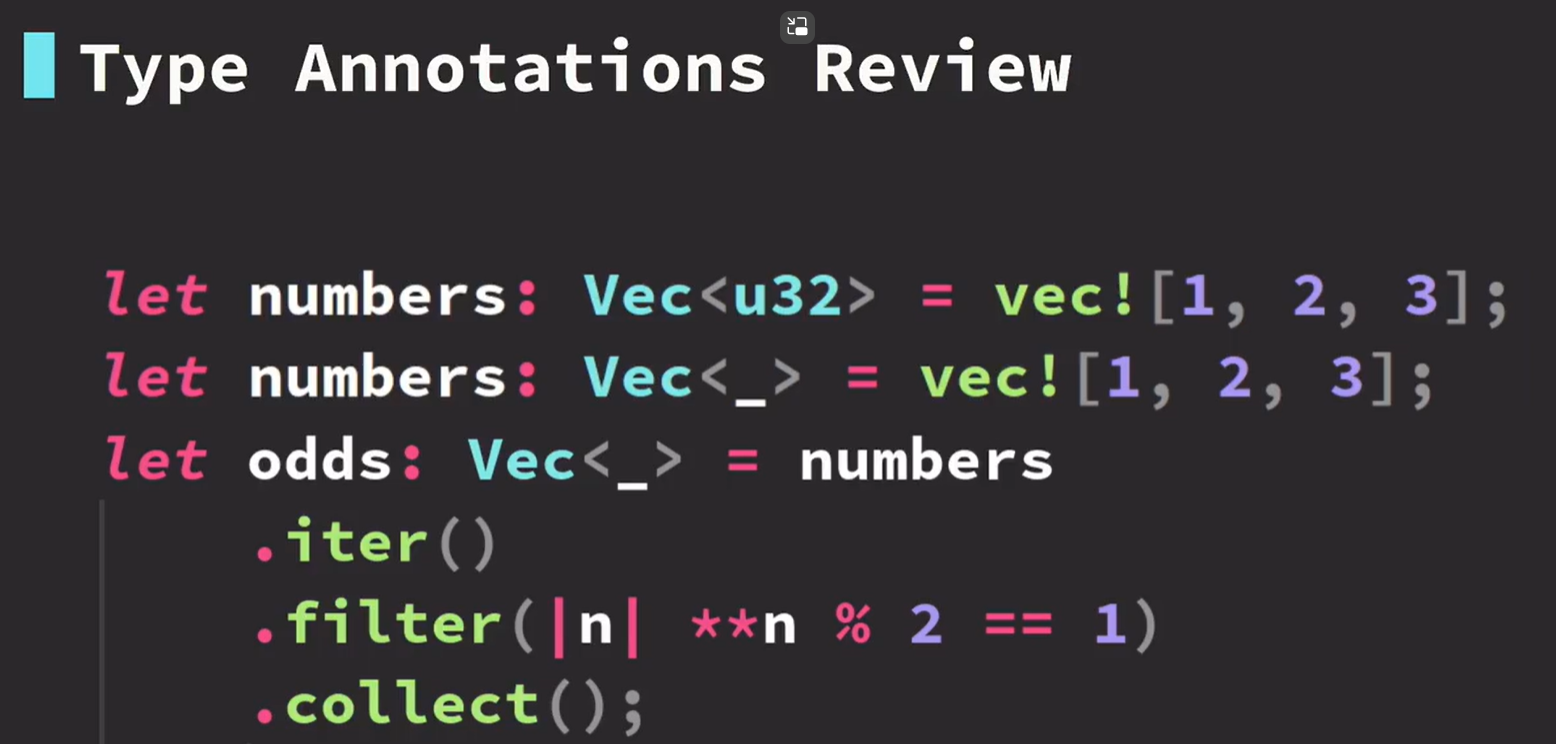 Type Annotations Review
let numbers: Vec<u32> = vec![1, 2, 3];
let numbers: Vec<_> = vec![1, 2, 3];
let odds: Vec<_> = numbers
.iter()
.filter(|n| **n % 2 == 1)
.collect();